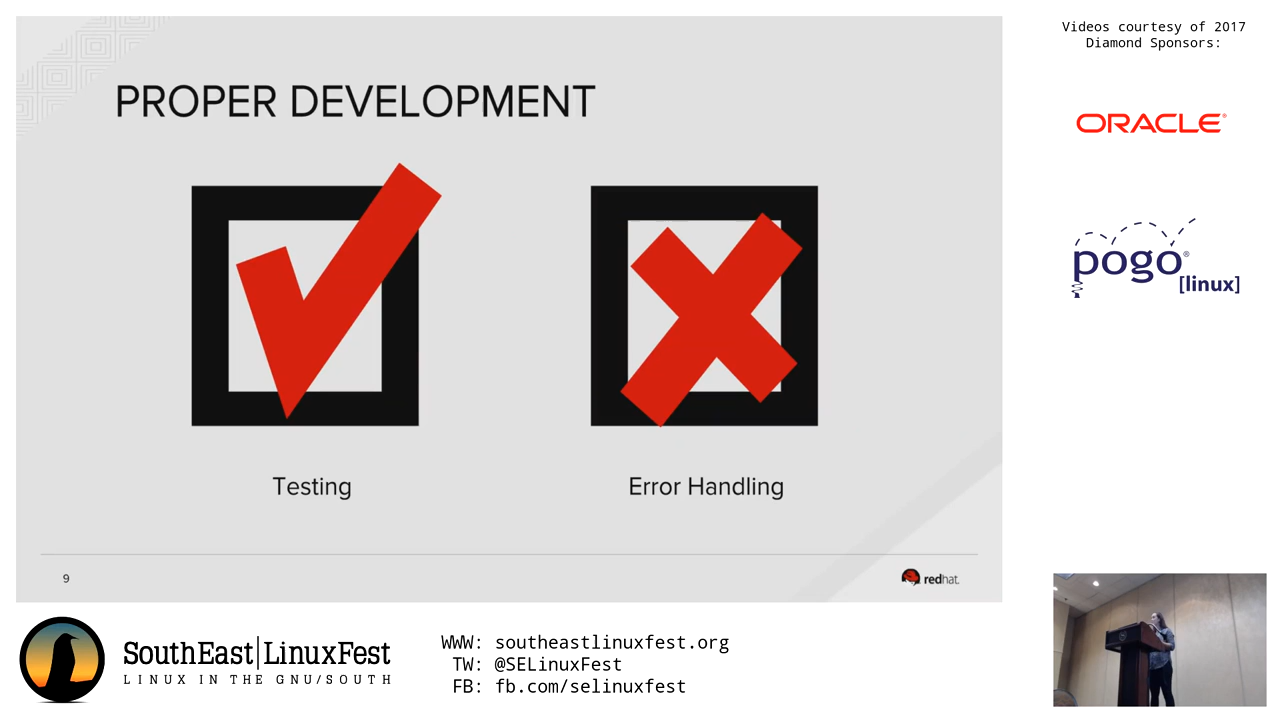 PROPER DEVELOPMENT
Testing
Error Handling
9
redhat.
Videos courtesy of 2017
Diamond Sponsors:
ORACLE®
pogo®
[linux]
SouthEast|LinuxFest
LINUX IN THE GNU/SOUTH
WWW: southeastlinuxfest.org
TW: @SELinuxFest
FB: fb.com/selinuxfest